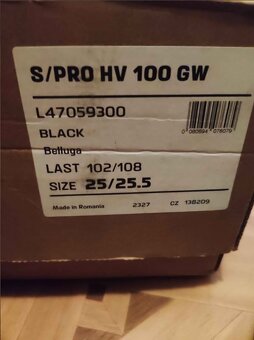 S/PRO HV 100 GW
L47059300
BLACK
Belluga
LAST 102/108
SIZE 25/25.5
Made in Romania 2327 CZ 138209